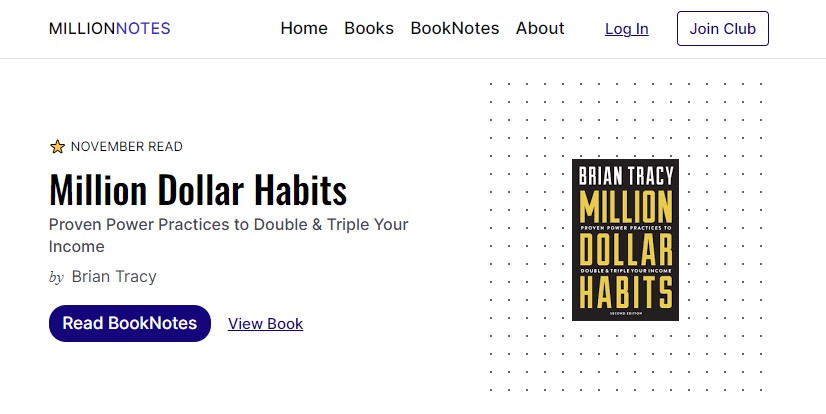 MILLIONNOTES
Home Books BookNotes About Log In Join Club
NOVEMBER READ
Million Dollar Habits
Proven Power Practices to Double & Triple Your
Income
by Brian Tracy
Read BookNotes View Book
BRIAN TRACY
MILLION
PROVEN POWER PRACTICES TO
DOLLAR
DOUBLE & TRIPLE YOUR INCOME
HABITS
SECOND EDITION